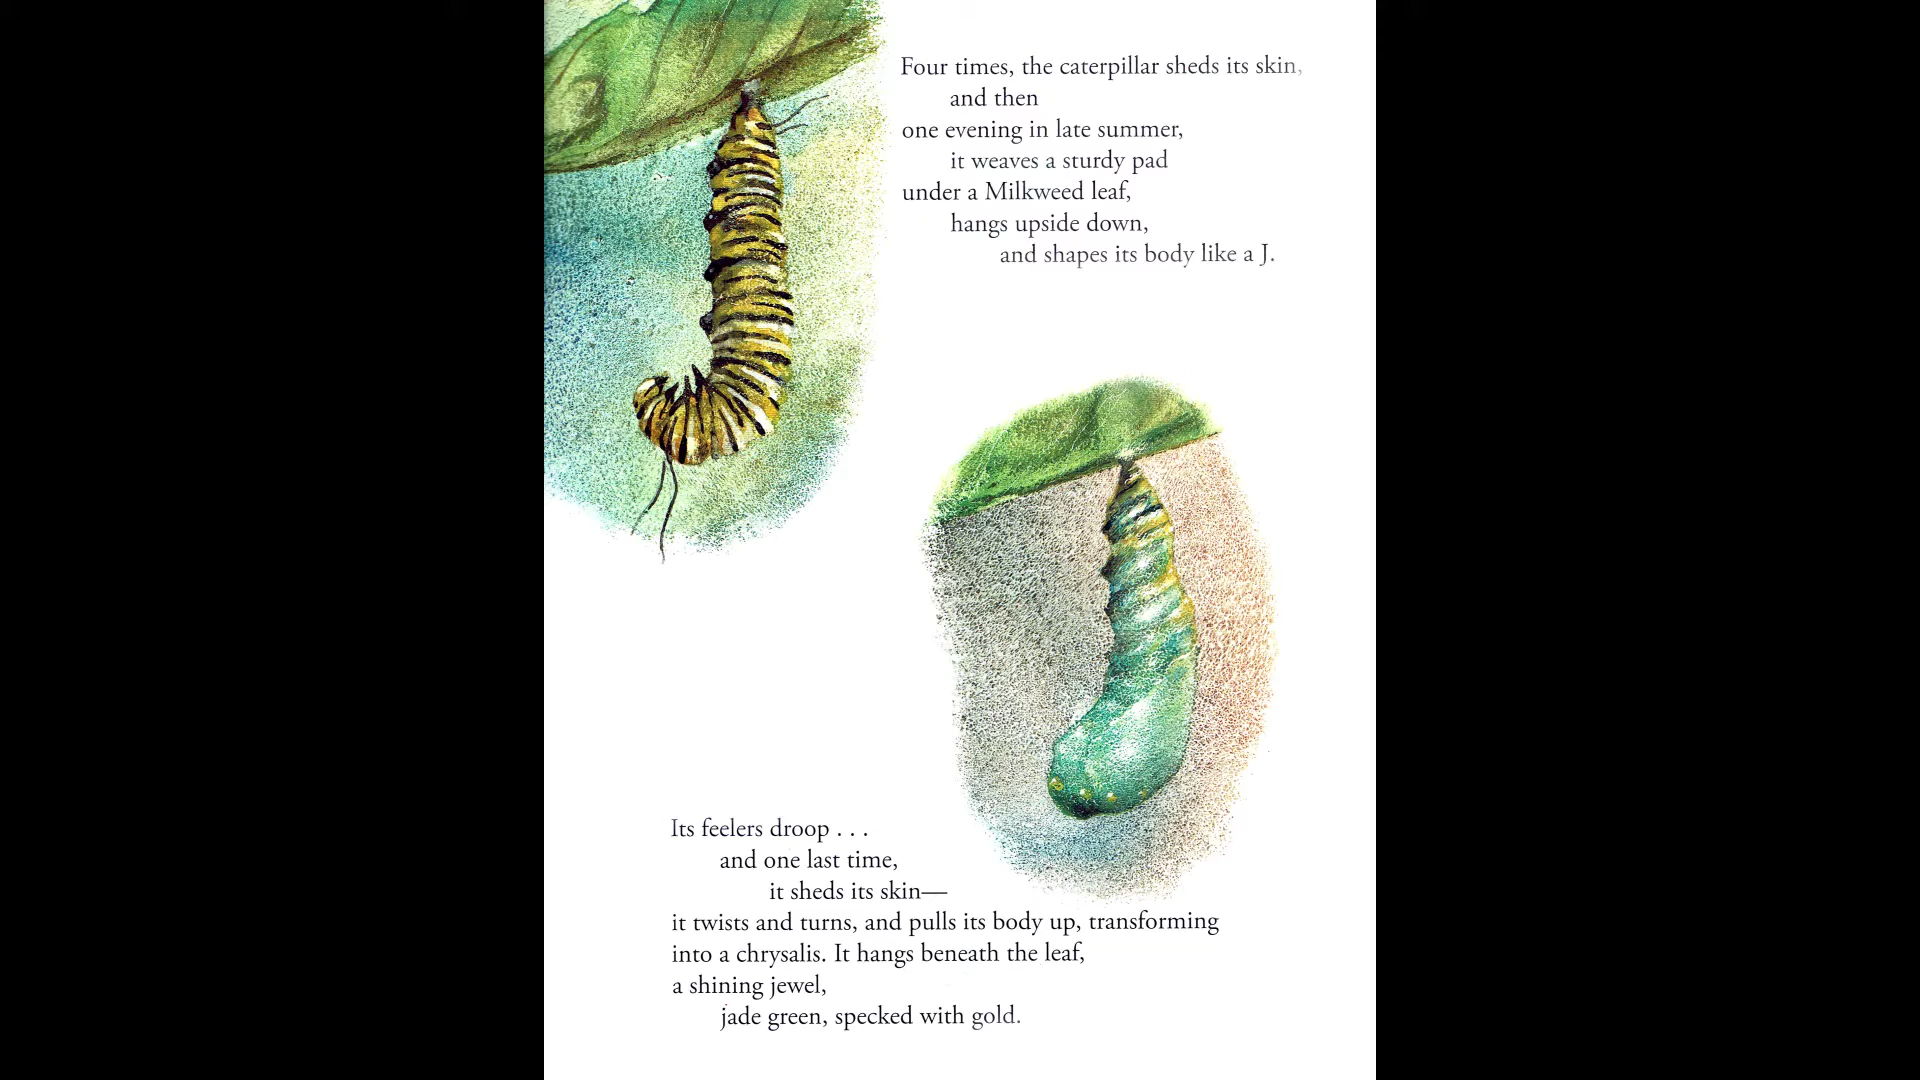 Four times, the caterpillar sheds its skin,
and then
one evening in late summer,
it weaves a sturdy pad
under a Milkweed leaf,
hangs upside down,
and shapes its body like a J.
Its feelers droop . . .
and one last time,
it sheds its skin—
it twists and turns, and pulls its body up, transforming
into a chrysalis. It hangs beneath the leaf,
a shining jewel,
jade green, specked with gold.